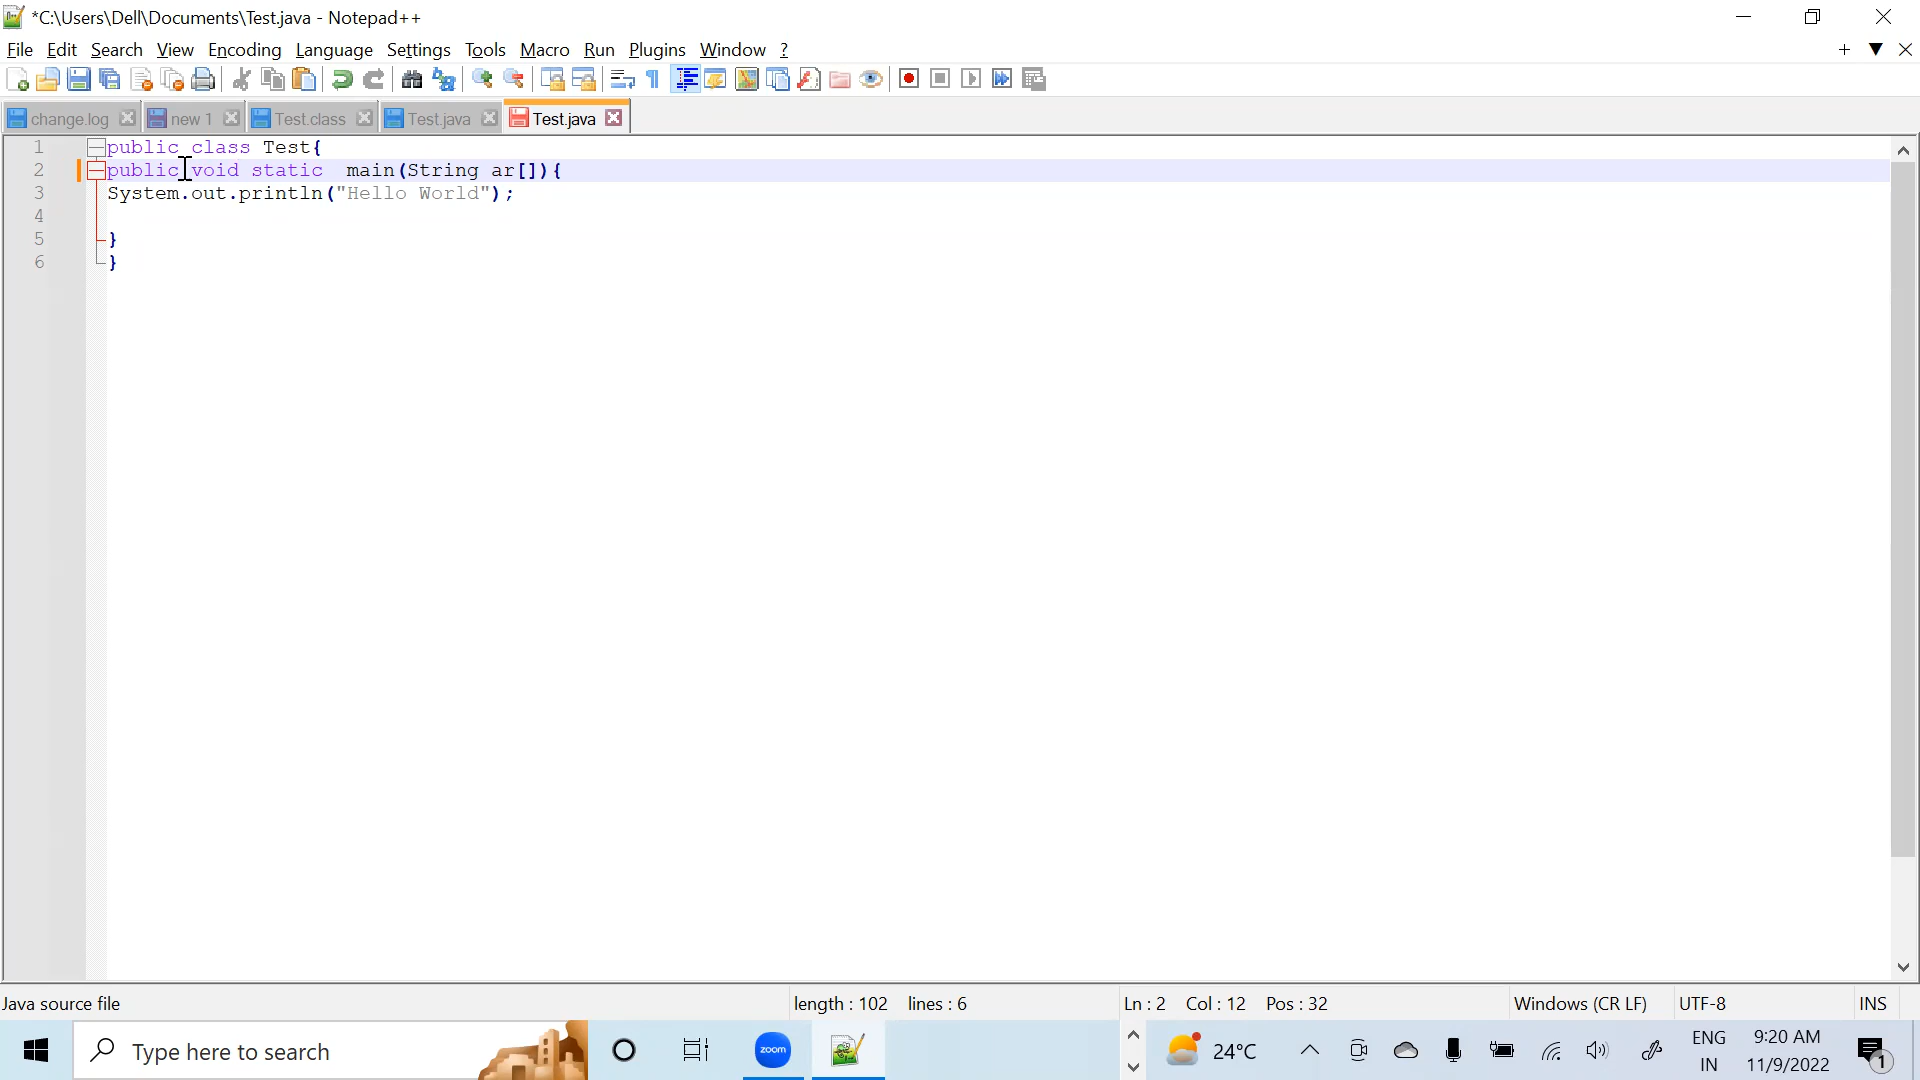 *C:\Users\Dell\Documents\Test.java - Notepad++
File Edit Search View Encoding Language Settings Tools Macro Run Plugins Window ?
change.log new 1 Test.class Test.java Test.java
1 public class Test{
2 public void static  main(String ar[]){
3 System.out.println("Hello World");
4
5 }
6 }
Java source file length : 102 lines : 6 Ln : 2 Col : 12 Pos : 32 Windows (CR LF) UTF-8 INS
Type here to search zoom 24°C ENG 9:20 AM
IN 11/9/2022 1